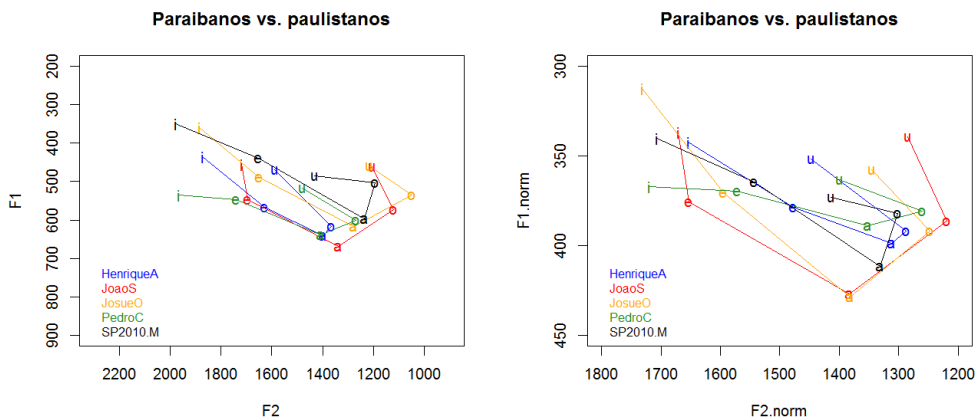 Paraibanos vs. paulistanos
F1
200
300
400
500
600
700
800
900
i e a o u
i e a o u
i e a o u
i e a o u
i e a o u
HenriqueA
JoaoS
JosueO
PedroC
SP2010.M
2200 2000 1800 1600 1400 1200 1000
F2
Paraibanos vs. paulistanos
F1.norm
300
350
400
450
i e a o u
i e a o u
i e a o u
i e a o u
i e a o u
HenriqueA
JoaoS
JosueO
PedroC
SP2010.M
1800 1700 1600 1500 1400 1300 1200
F2.norm